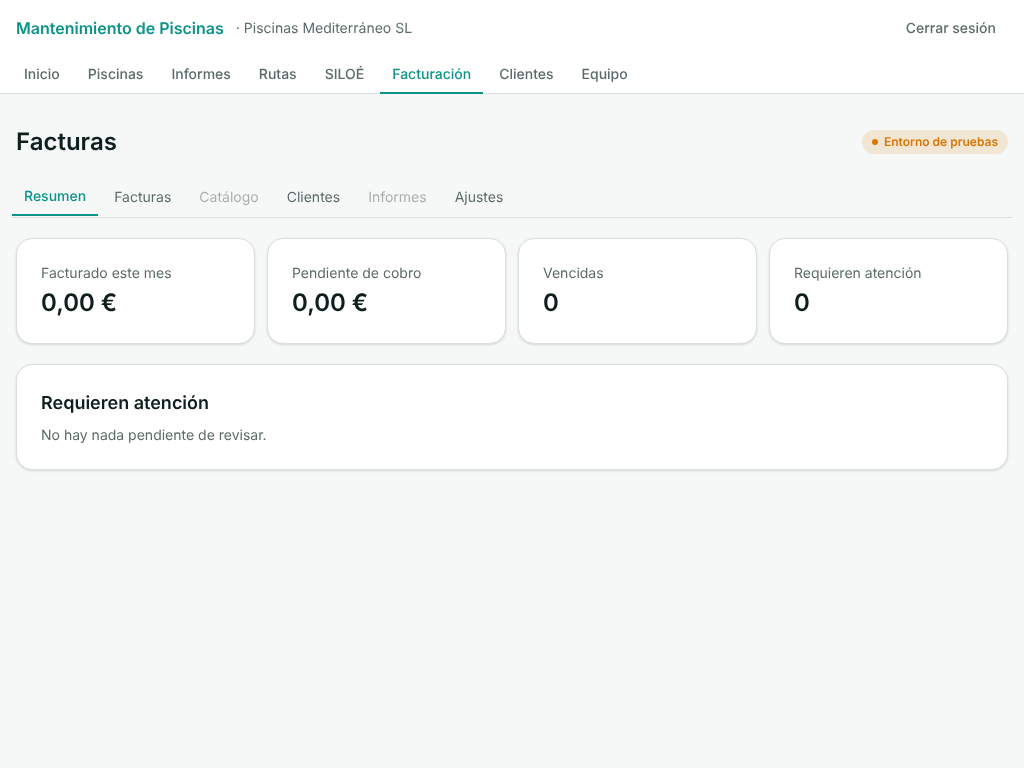 Mantenimiento de Piscinas · Piscinas Mediterráneo SL Cerrar sesión
Inicio Piscinas Informes Rutas SILOÉ Facturación Clientes Equipo
Facturas Entorno de pruebas
Resumen Facturas Catálogo Clientes Informes Ajustes
Facturado este mes Pendiente de cobro Vencidas Requieren atención
0,00 € 0,00 € 0 0
Requieren atención
No hay nada pendiente de revisar.